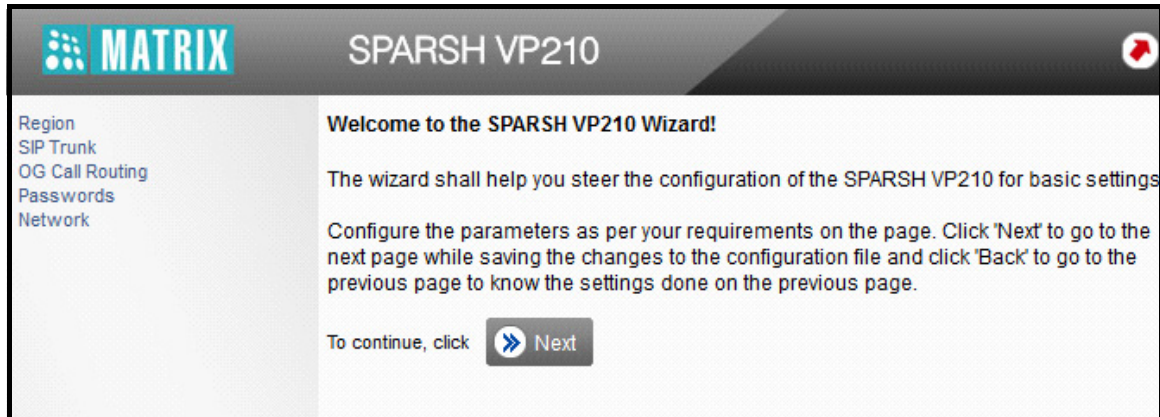 MATRIX
SPARSH VP210
Region
SIP Trunk
OG Call Routing
Passwords
Network
Welcome to the SPARSH VP210 Wizard!
The wizard shall help you steer the configuration of the SPARSH VP210 for basic settings
Configure the parameters as per your requirements on the page. Click 'Next' to go to the
next page while saving the changes to the configuration file and click 'Back' to go to the
previous page to know the settings done on the previous page.
To continue, click Next